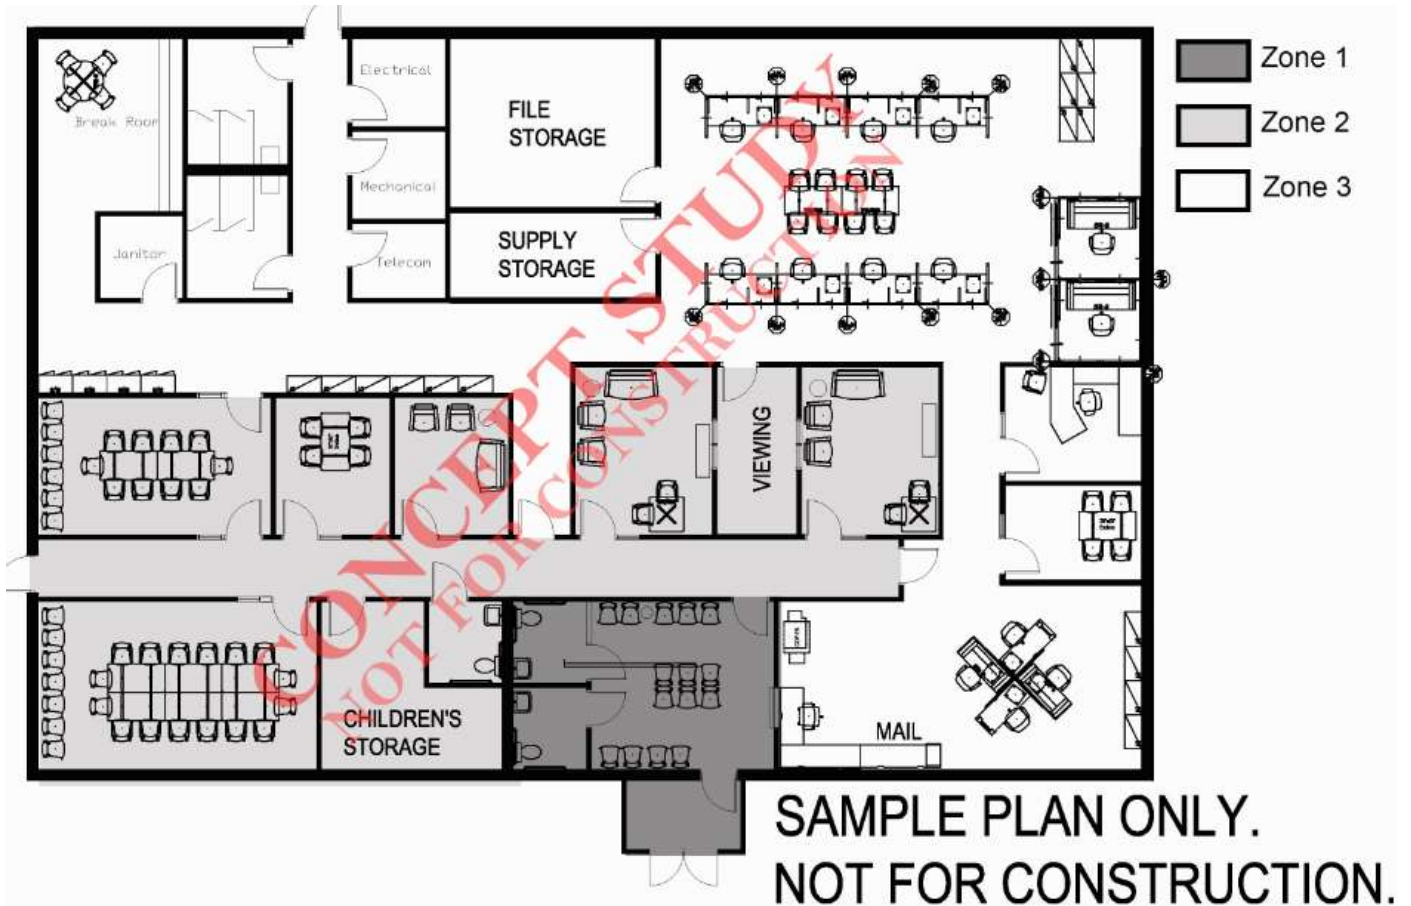 Electrical
FILE
STORAGE
Break Room
Mechanical
SUPPLY
STORAGE
Janitor
Telecom
Zone 1
Zone 2
Zone 3
CONCEPT STUDY
NOT FOR CONSTRUCTION
VIEWING
CHILDREN'S
STORAGE
MAIL
SAMPLE PLAN ONLY.
NOT FOR CONSTRUCTION.